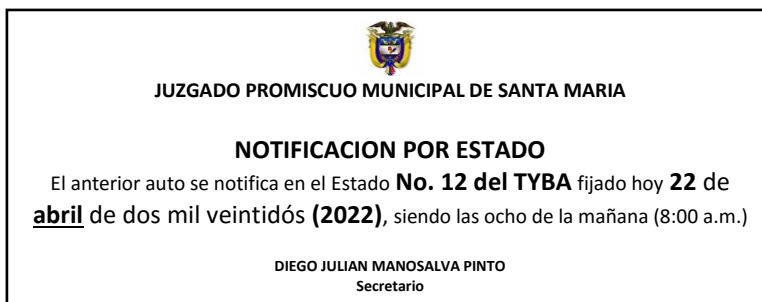 JUZGADO PROMISCUO MUNICIPAL DE SANTA MARIA
NOTIFICACION POR ESTADO
El anterior auto se notifica en el Estado No. 12 del TYBA fijado hoy 22 de
abril de dos mil veintidós (2022), siendo las ocho de la mañana (8:00 a.m.)
DIEGO JULIAN MANOSALVA PINTO
Secretario